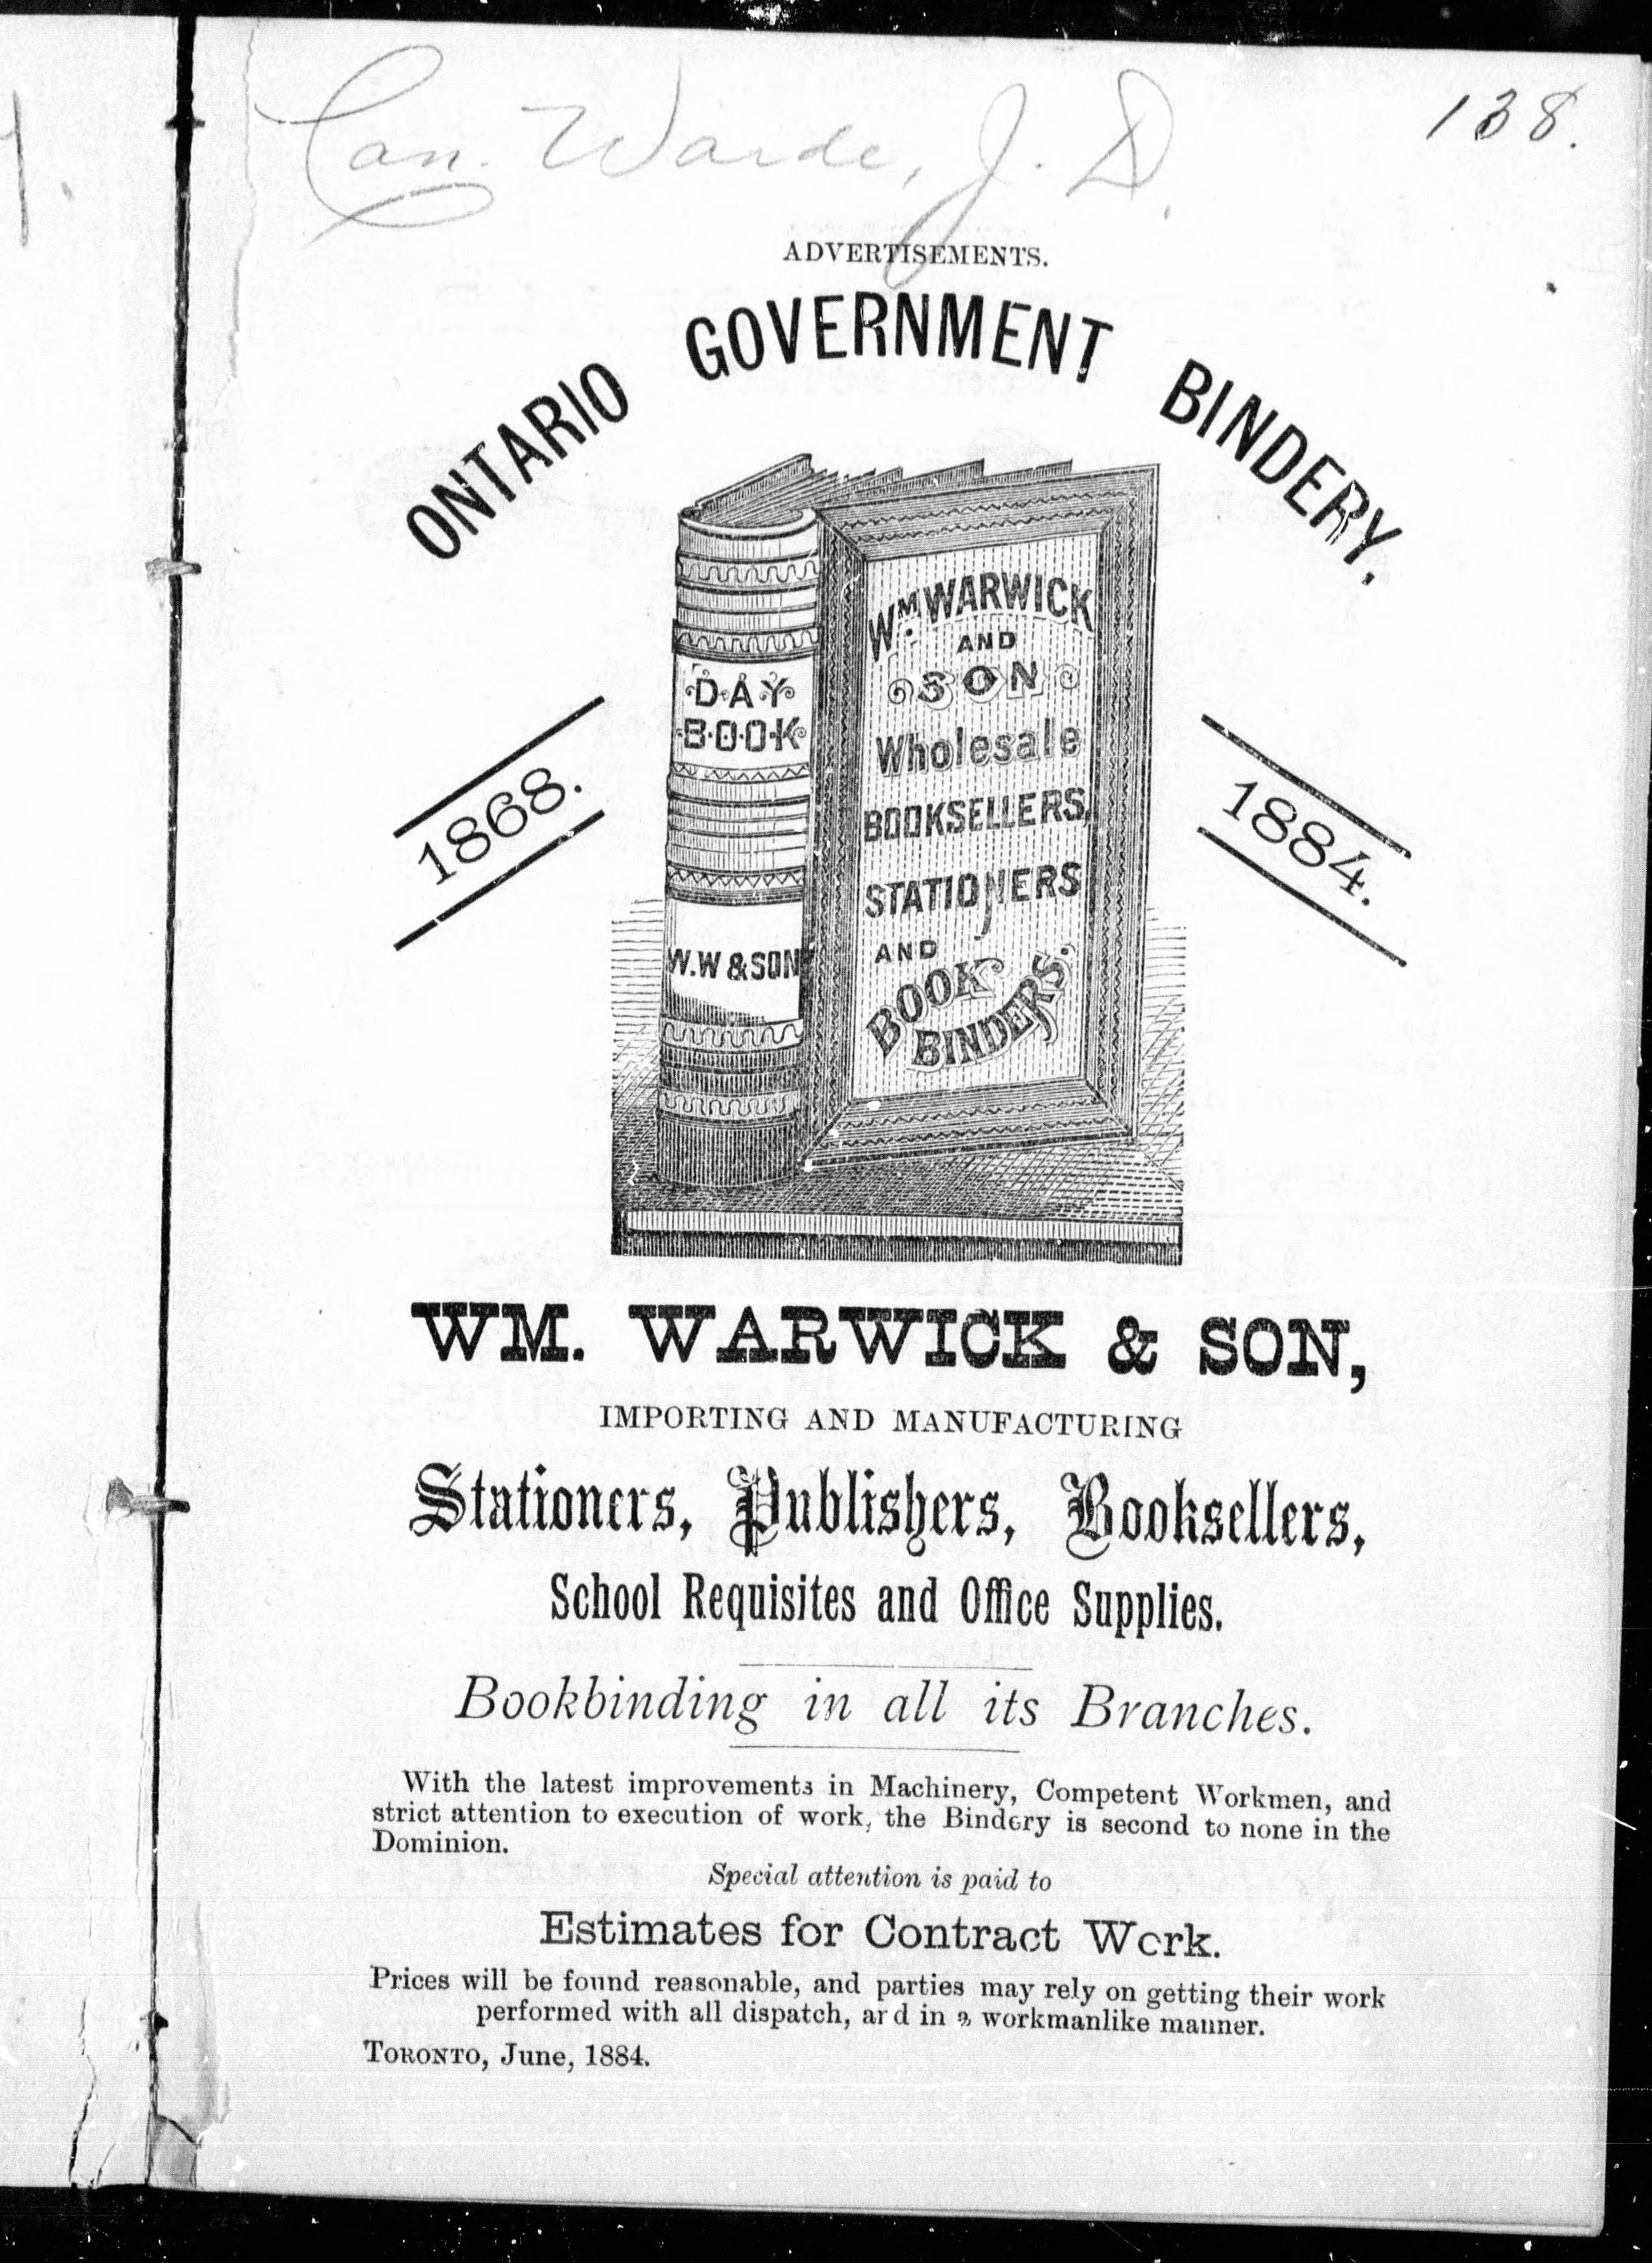 Can. Warde, J. D.
138.
ADVERTISEMENTS.
ONTARIO GOVERNMENT BINDERY.
WM WARWICK
AND
SON
Wholesale
BOOKSELLERS,
STATIONERS
AND
BOOK
BINDERS.
DAY
BOOK
W.W & SON
1868.
1884.
WM. WARWICK & SON,
IMPORTING AND MANUFACTURING
Stationers, Publishers, Booksellers,
School Requisites and Office Supplies.
Bookbinding in all its Branches.
With the latest improvements in Machinery, Competent Workmen, and
strict attention to execution of work, the Bindery is second to none in the
Dominion.
Special attention is paid to
Estimates for Contract Work.
Prices will be found reasonable, and parties may rely on getting their work
performed with all dispatch, and in a workmanlike manner.
TORONTO, June, 1884.